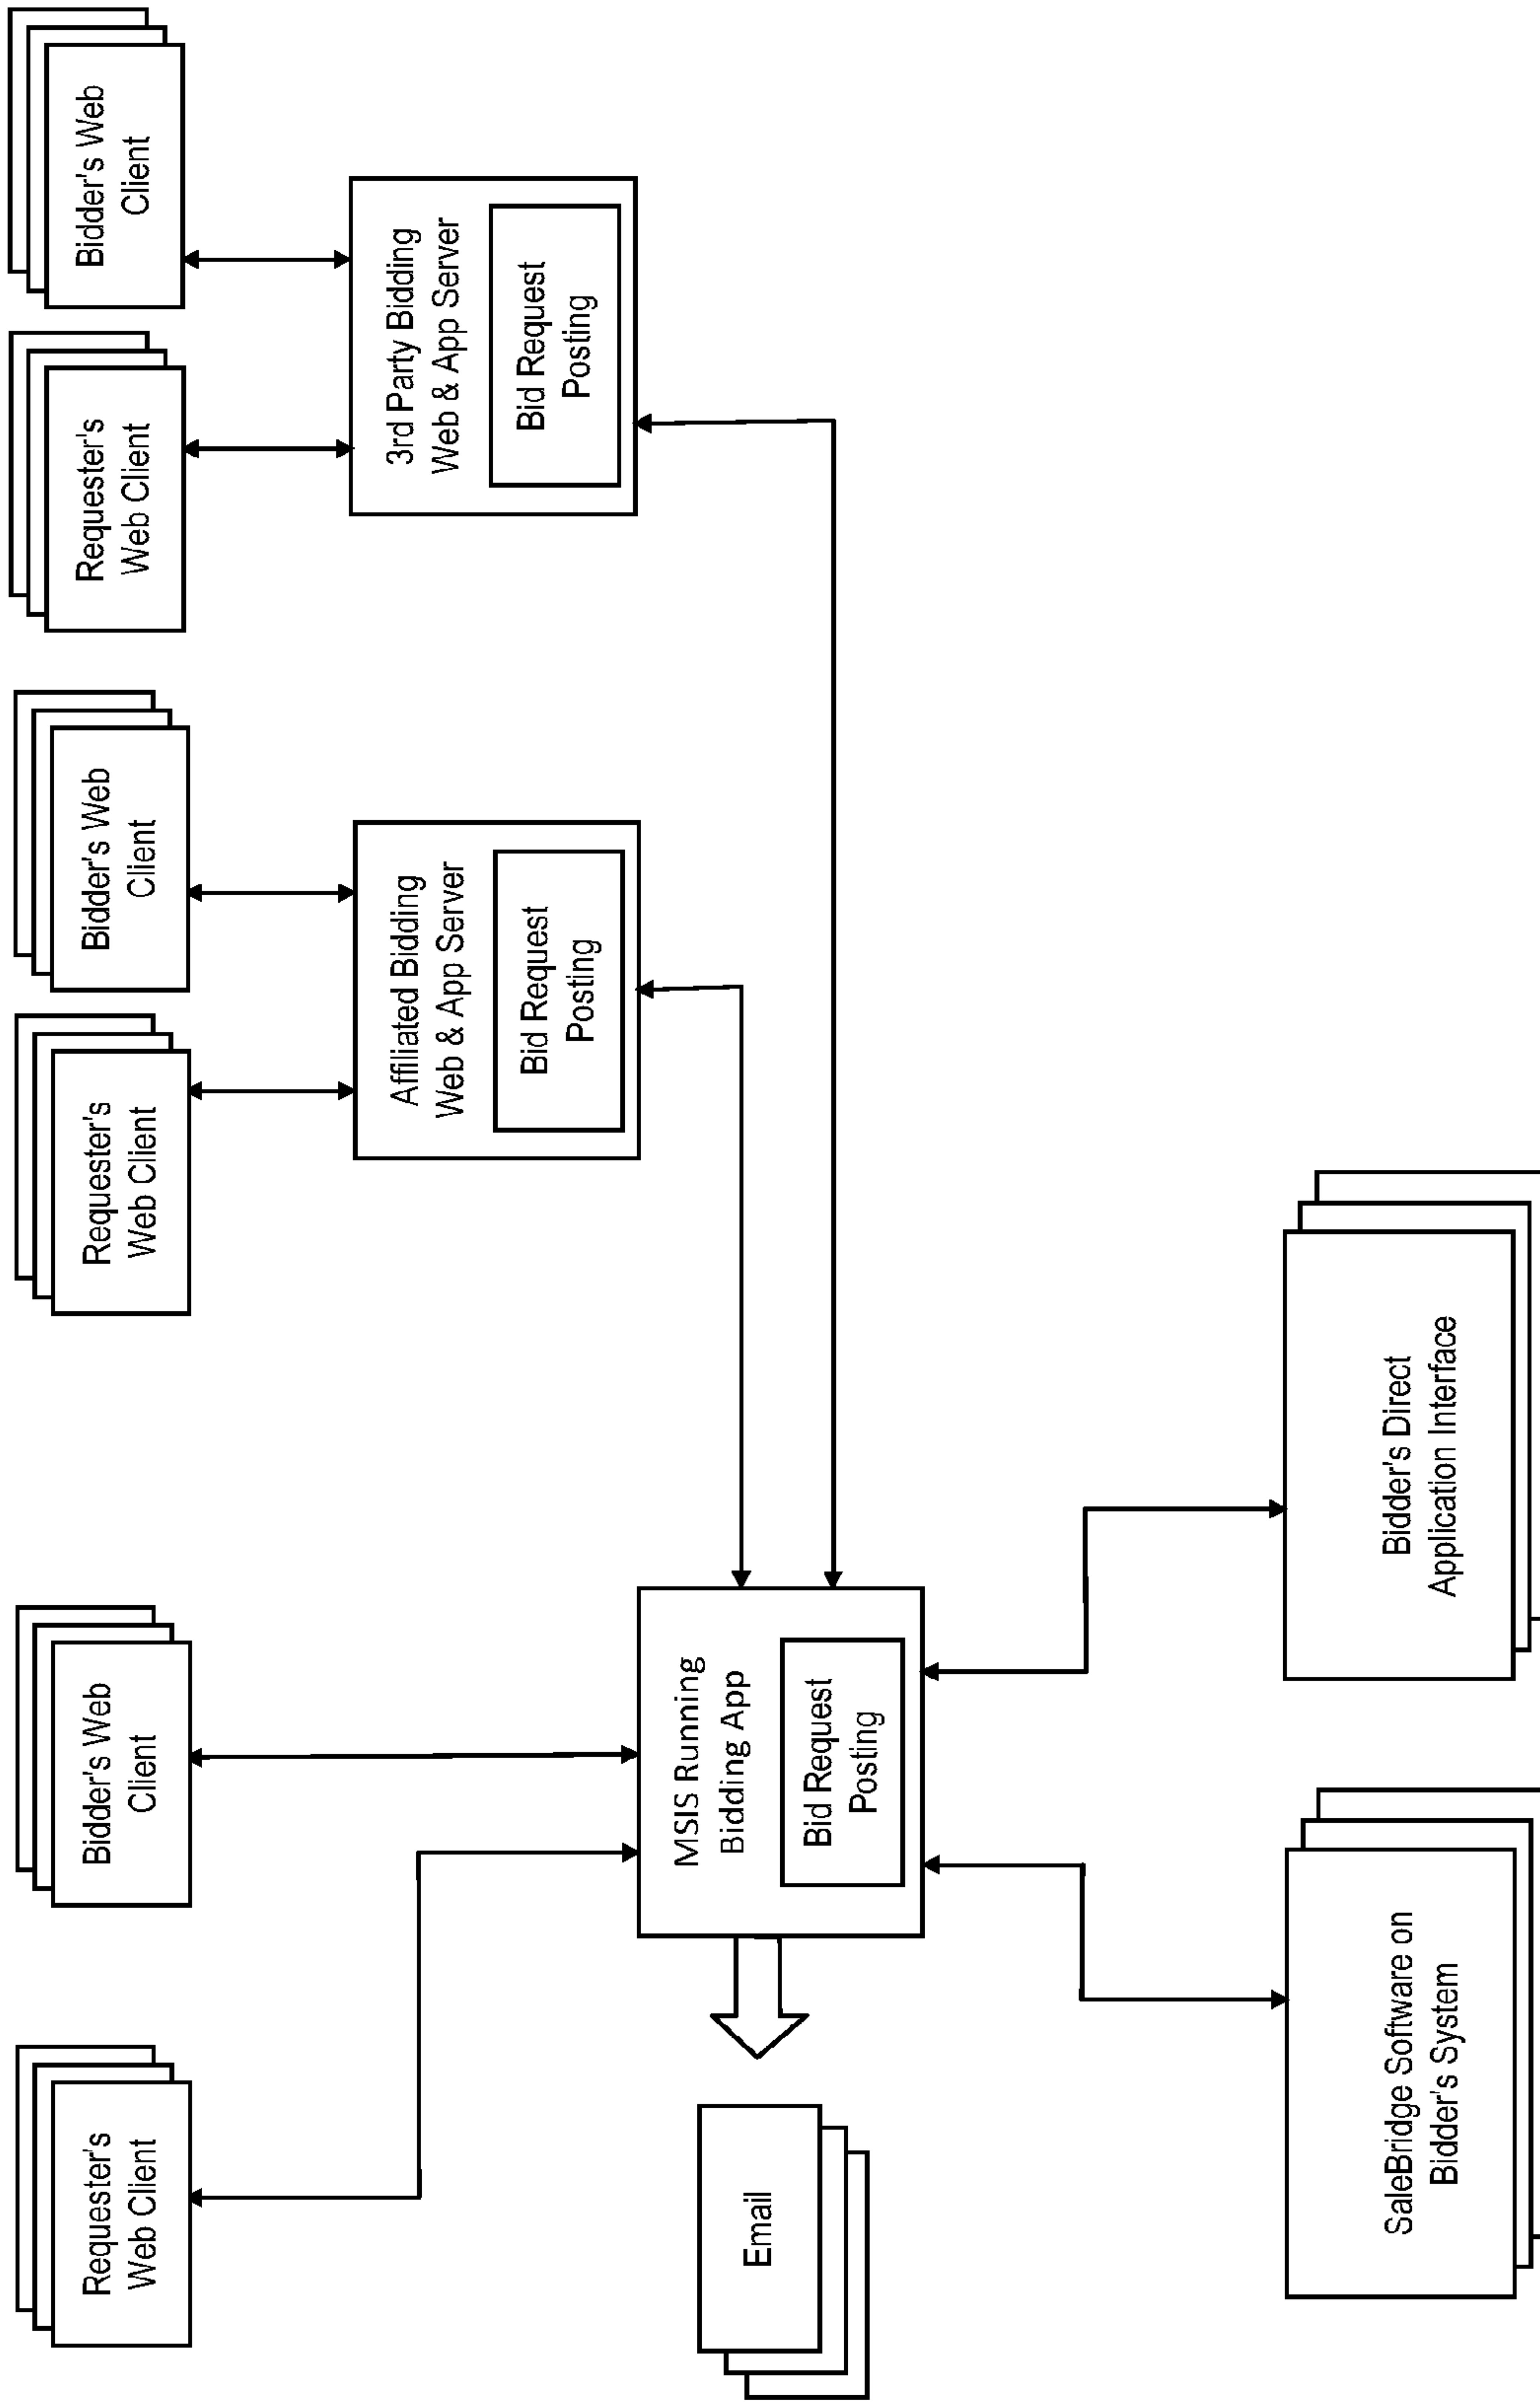 Requester's
Web Client
Bidder's Web
Client
Requester's
Web Client
Bidder's Web
Client
Requester's
Web Client
Bidder's Web
Client
Affiliated Bidding
Web & App Server
Bid Request
Posting
3rd Party Bidding
Web & App Server
Bid Request
Posting
Email
MSIS Running
Bidding App
Bid Request
Posting
SaleBridge Software on
Bidder's System
Bidder's Direct
Application Interface